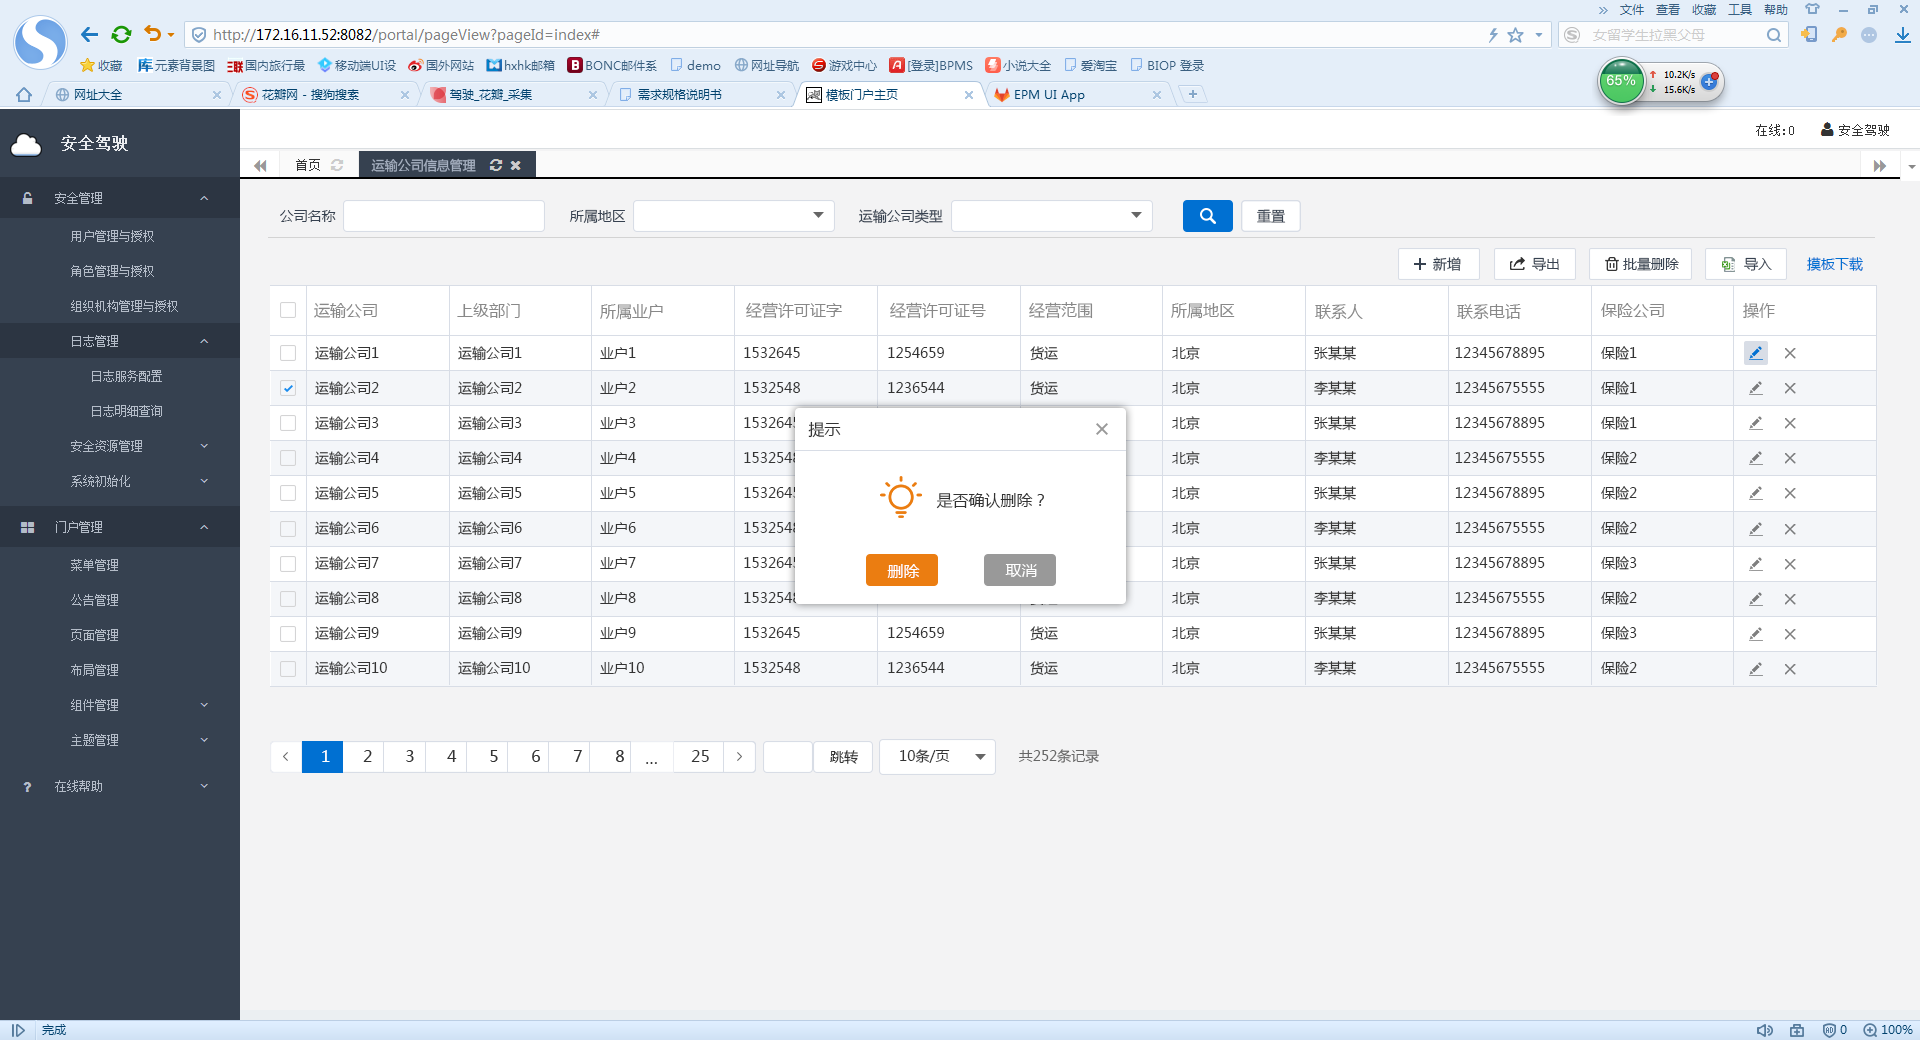 » 文件 查看 收藏 工具 帮助
http://172.16.11.52:8082/portal/pageView?pageId=index#
女留学生拉黑父母
收藏 库 元素背景图 国内旅行最 移动端UI设 国外网站 hxhk邮箱 BONC邮件系 demo 网址导航 游戏中心 [登录]BPMS 小说大全 爱淘宝 BIOP 登录
网址大全 花瓣网 - 搜狗搜索 驾驶_花瓣_采集 需求规格说明书 模板门户主页 EPM UI App
65% 10.2K/s
15.6K/s
安全驾驶
在线:0 安全驾驶
首页 运输公司信息管理
安全管理
用户管理与授权
角色管理与授权
组织机构管理与授权
日志管理
日志服务配置
日志明细查询
安全资源管理
系统初始化
门户管理
菜单管理
公告管理
页面管理
布局管理
组件管理
主题管理
? 在线帮助
公司名称 所属地区 运输公司类型 重置
新增 导出 批量删除 导入 摸板下载
运输公司 上级部门 所属业户 经营许可证字 经营许可证号 经营范围 所属地区 联系人 联系电话 保险公司 操作
运输公司1 运输公司1 业户1 1532645 1254659 货运 北京 张某某 12345678895 保险1
运输公司2 运输公司2 业户2 1532548 1236544 货运 北京 李某某 12345675555 保险1
运输公司3 运输公司3 业户3 153264 北京 张某某 12345678895 保险1
运输公司4 运输公司4 业户4 153254 北京 李某某 12345675555 保险2
运输公司5 运输公司5 业户5 153264 北京 张某某 12345678895 保险2
运输公司6 运输公司6 业户6 153254 北京 李某某 12345675555 保险2
运输公司7 运输公司7 业户7 153264 北京 张某某 12345678895 保险3
运输公司8 运输公司8 业户8 153254 北京 李某某 12345675555 保险2
运输公司9 运输公司9 业户9 1532645 1254659 货运 北京 张某某 12345678895 保险3
运输公司10 运输公司10 业户10 1532548 1236544 货运 北京 李某某 12345675555 保险2
提示
是否确认删除？
删除 取消
1 2 3 4 5 6 7 8 ... 25 跳转 10条/页 共252条记录
完成
0 100%